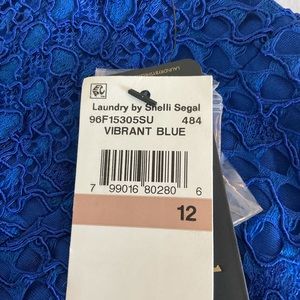 Laundry by Shelli Segal
96F15305SU 484
VIBRANT BLUE
7 99016 80280 6
12